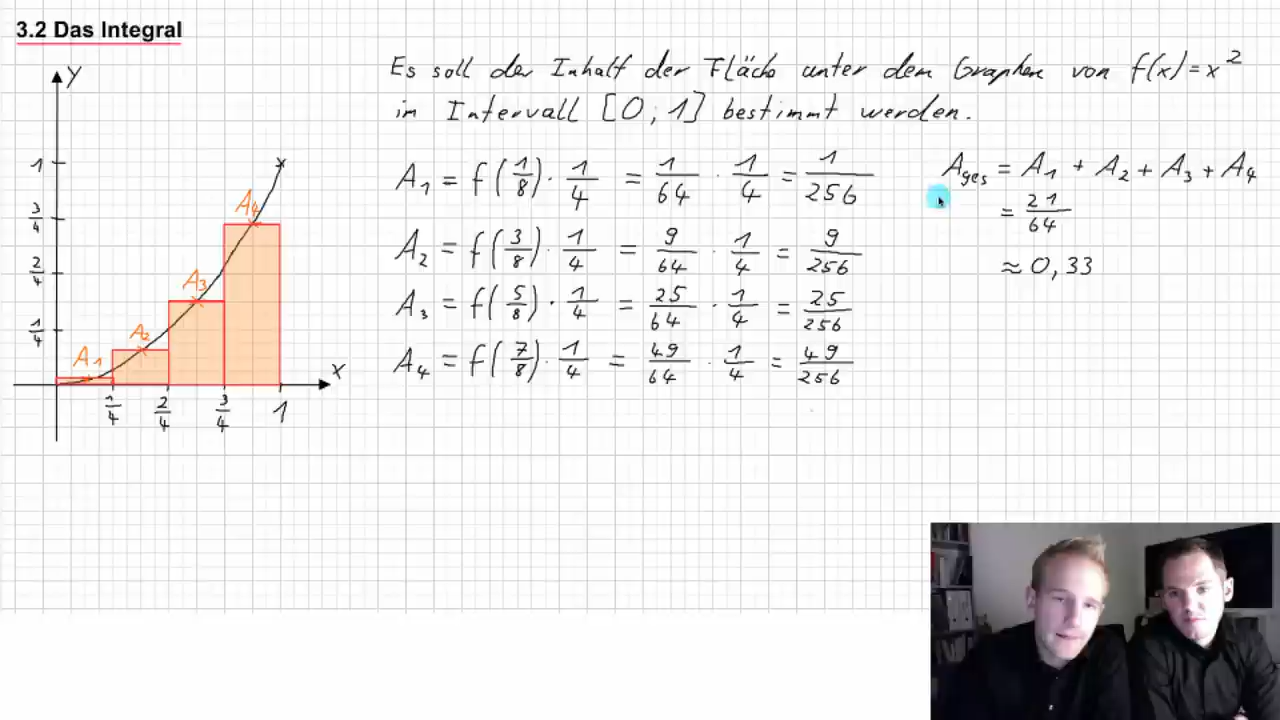 3.2 Das Integral
Es soll der Inhalt der Fläche unter dem Graphen von f(x)=x²
im Intervall [0;1] bestimmt werden.
A₁ = f(1/8) · 1/4 = 1/64 · 1/4 = 1/256
A₂ = f(3/8) · 1/4 = 9/64 · 1/4 = 9/256
A₃ = f(5/8) · 1/4 = 25/64 · 1/4 = 25/256
A₄ = f(7/8) · 1/4 = 49/64 · 1/4 = 49/256
A_ges = A₁ + A₂ + A₃ + A₄
= 21/64
≈ 0,33
y
1
3/4
2/4
1/4
A₄
A₃
A₂
A₁
x
1/4 2/4 3/4 1